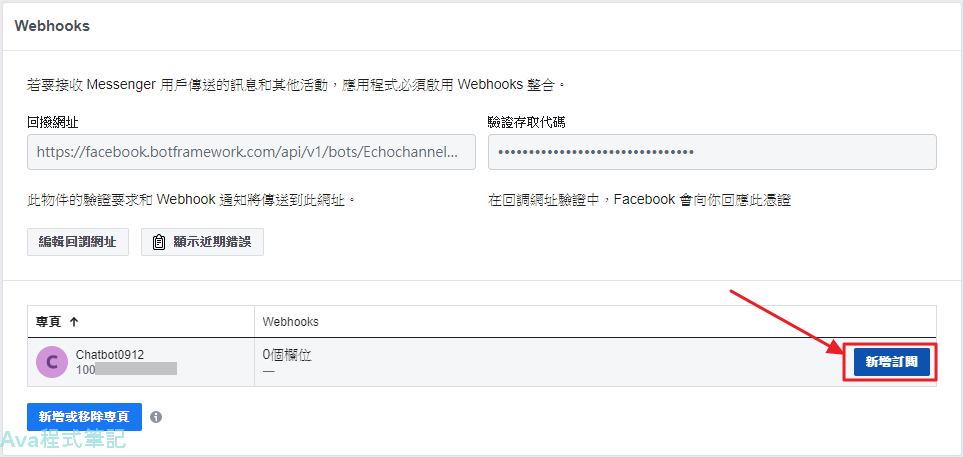 Webhooks
若要接收 Messenger 用戶傳送的訊息和其他活動，應用程式必須啟用 Webhooks 整合。
回撥網址 驗證存取代碼
https://facebook.botframework.com/api/v1/bots/Echochannel... ••••••••••••••••••••••••••••••••
此物件的驗證要求和 Webhook 通知將傳送到此網址。 在回調網址驗證中，Facebook 會向你回應此憑證
編輯回調網址 顯示近期錯誤
專頁 ↑ Webhooks
C Chatbot0912 0個欄位
100 —
新增訂閱
新增或移除專頁
Ava程式筆記